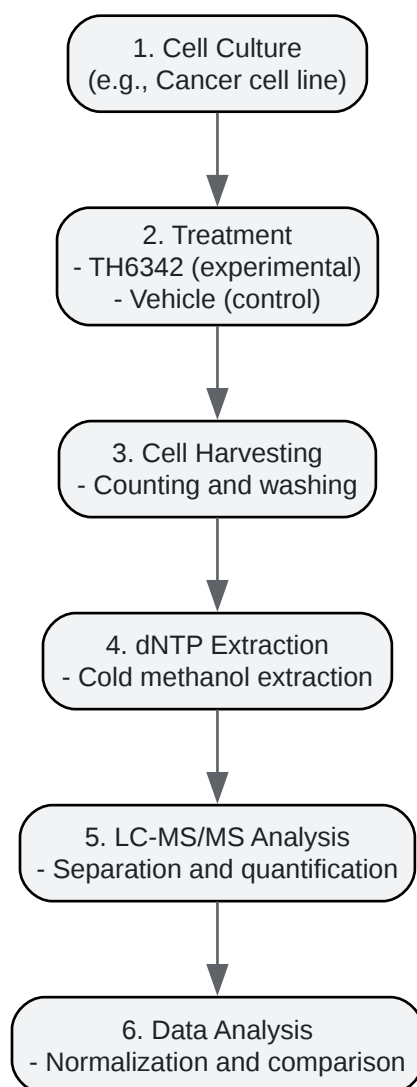 1. Cell Culture
(e.g., Cancer cell line)
2. Treatment
- TH6342 (experimental)
- Vehicle (control)
3. Cell Harvesting
- Counting and washing
4. dNTP Extraction
- Cold methanol extraction
5. LC-MS/MS Analysis
- Separation and quantification
6. Data Analysis
- Normalization and comparison